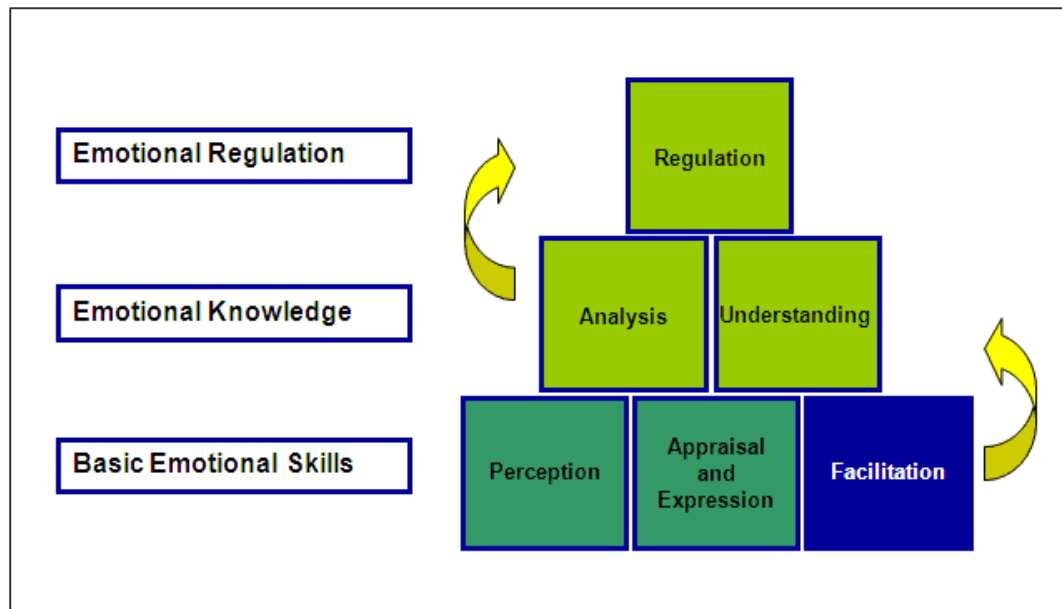 Emotional Regulation
Regulation
Emotional Knowledge
Analysis
Understanding
Basic Emotional Skills
Perception
Appraisal
and
Expression
Facilitation